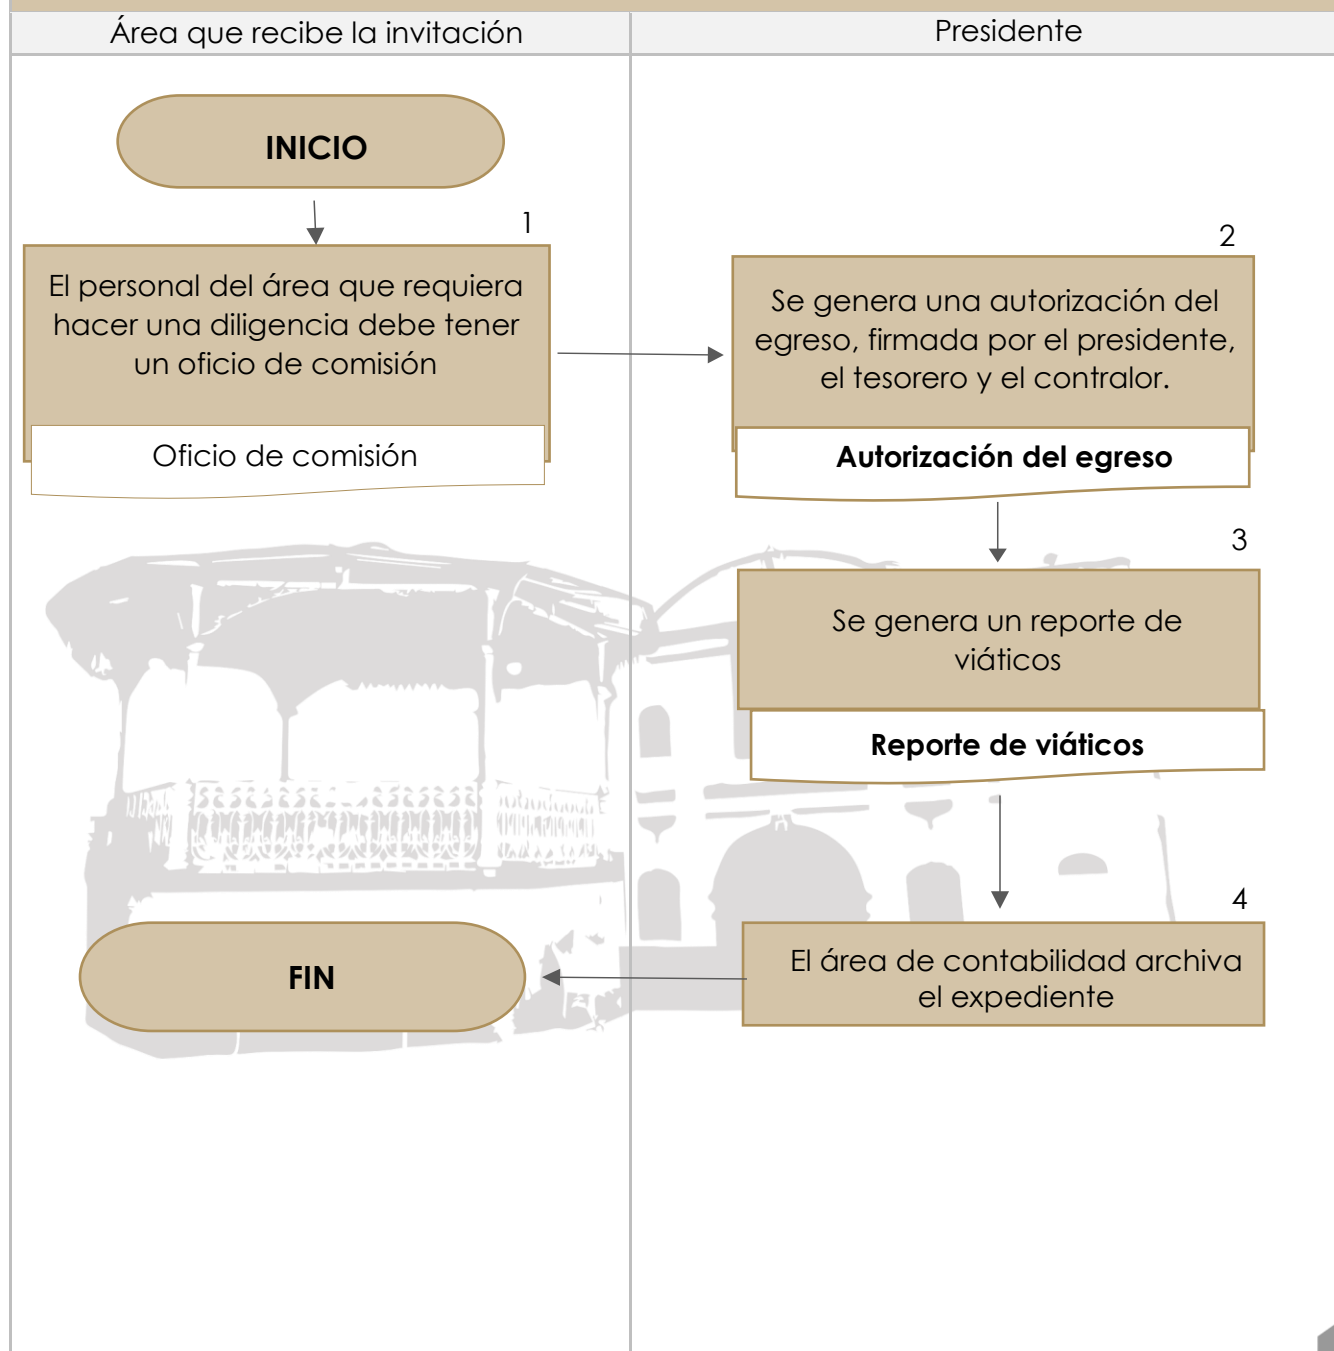 Área que recibe la invitación
Presidente
INICIO
1
El personal del área que requiera
hacer una diligencia debe tener
un oficio de comisión
Oficio de comisión
2
Se genera una autorización del
egreso, firmada por el presidente,
el tesorero y el contralor.
Autorización del egreso
3
Se genera un reporte de
viáticos
Reporte de viáticos
4
El área de contabilidad archiva
el expediente
FIN